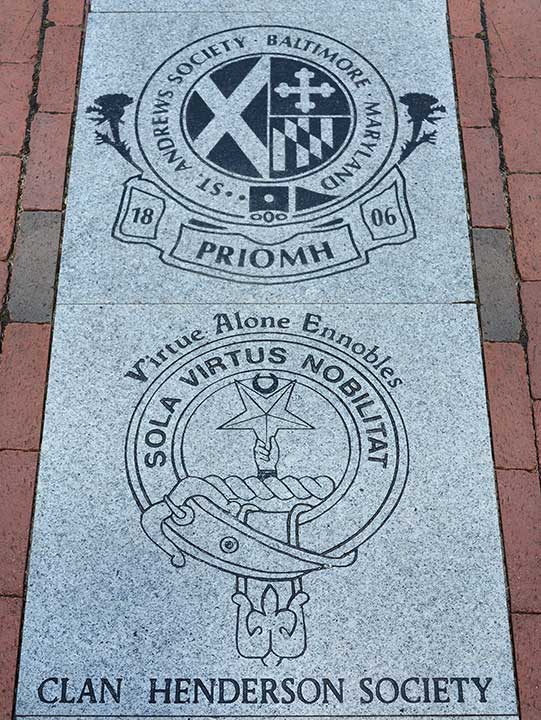 ST. ANDREWS SOCIETY · BALTIMORE · MARYLAND
18 06
PRIOMH
Virtue Alone Ennobles
SOLA VIRTUS NOBILITAT
CLAN HENDERSON SOCIETY